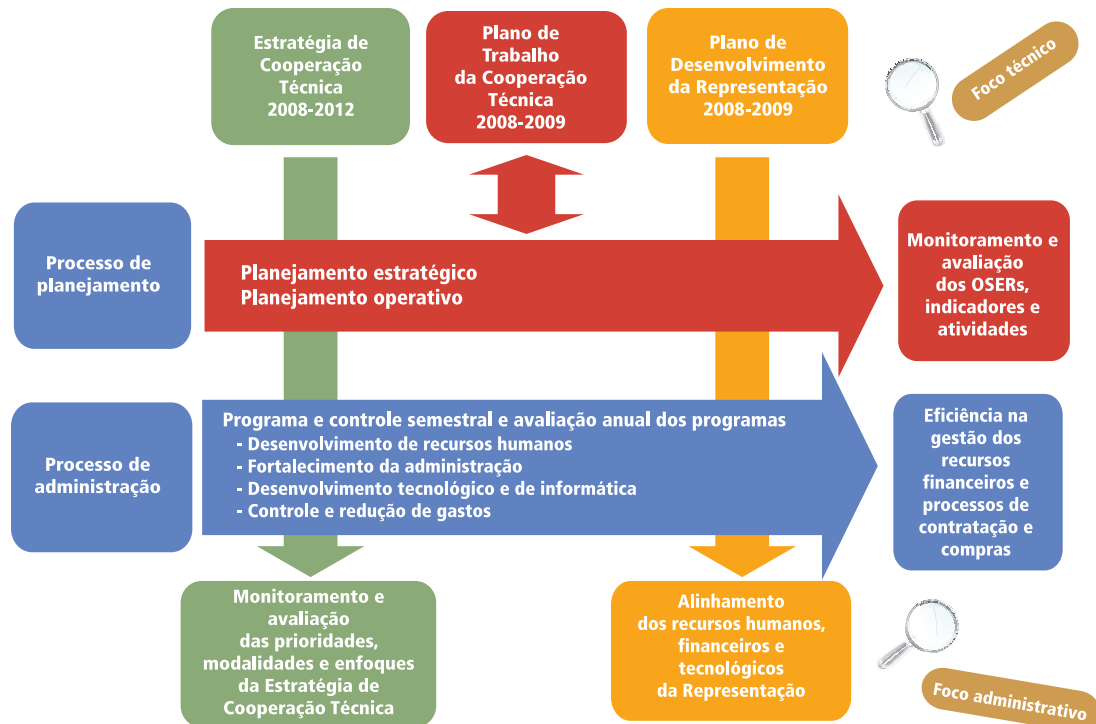 Estratégia de
Cooperação
Técnica
2008-2012
Plano de
Trabalho
da Cooperação
Técnica
2008-2009
Plano de
Desenvolvimento
da Representação
2008-2009
Foco técnico
Processo de
planejamento
Planejamento estratégico
Planejamento operativo
Monitoramento e
avaliação
dos OSERs,
indicadores e
atividades
Processo de
administração
Programa e controle semestral e avaliação anual dos programas
- Desenvolvimento de recursos humanos
- Fortalecimento da administração
- Desenvolvimento tecnológico e de informática
- Controle e redução de gastos
Eficiência na
gestão dos
recursos
financeiros e
processos de
contratação e
compras
Monitoramento e
avaliação
das prioridades,
modalidades e enfoques
da Estratégia de
Cooperação Técnica
Alinhamento
dos recursos humanos,
financeiros e
tecnológicos
da Representação
Foco administrativo